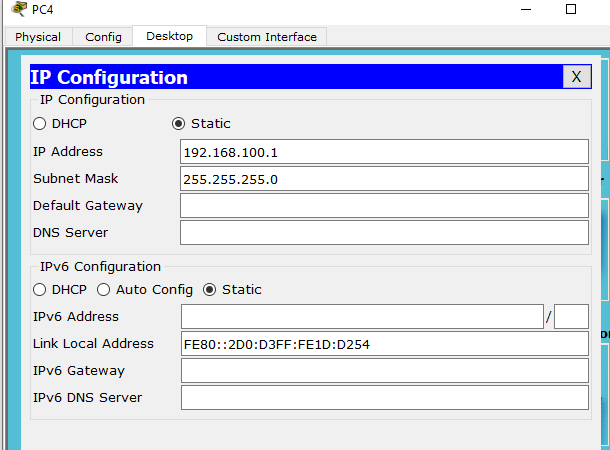 PC4
Physical Config Desktop Custom Interface
IP Configuration X
IP Configuration
DHCP Static
IP Address 192.168.100.1
Subnet Mask 255.255.255.0
Default Gateway
DNS Server
IPv6 Configuration
DHCP Auto Config Static
IPv6 Address /
Link Local Address FE80::2D0:D3FF:FE1D:D254
IPv6 Gateway
IPv6 DNS Server